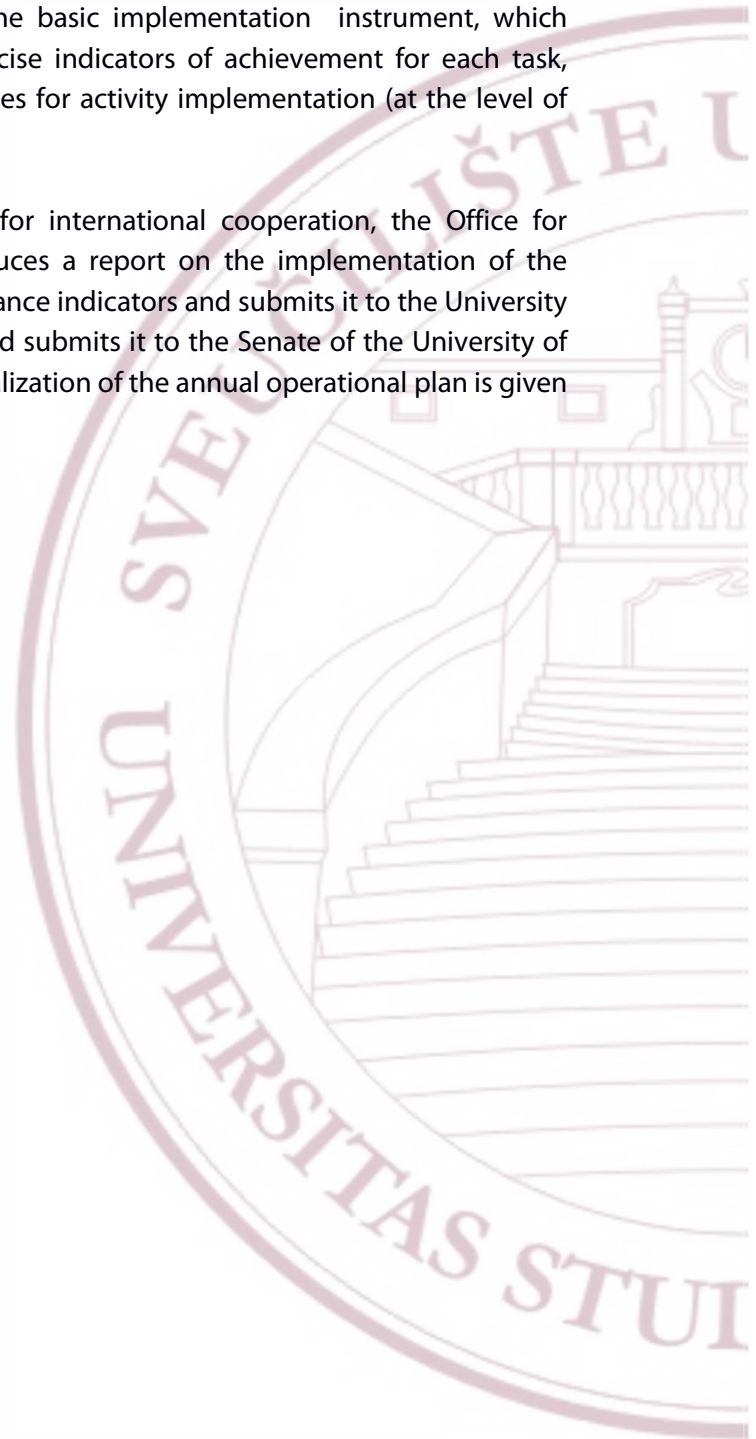 ne basic implementation instrument, which
cise indicators of achievement for each task,
es for activity implementation (at the level of
for international cooperation, the Office for
uces a report on the implementation of the
ance indicators and submits it to the University
d submits it to the Senate of the University of
lization of the annual operational plan is given
SVEUČILIŠTE U
UNIVERSITAS STUD